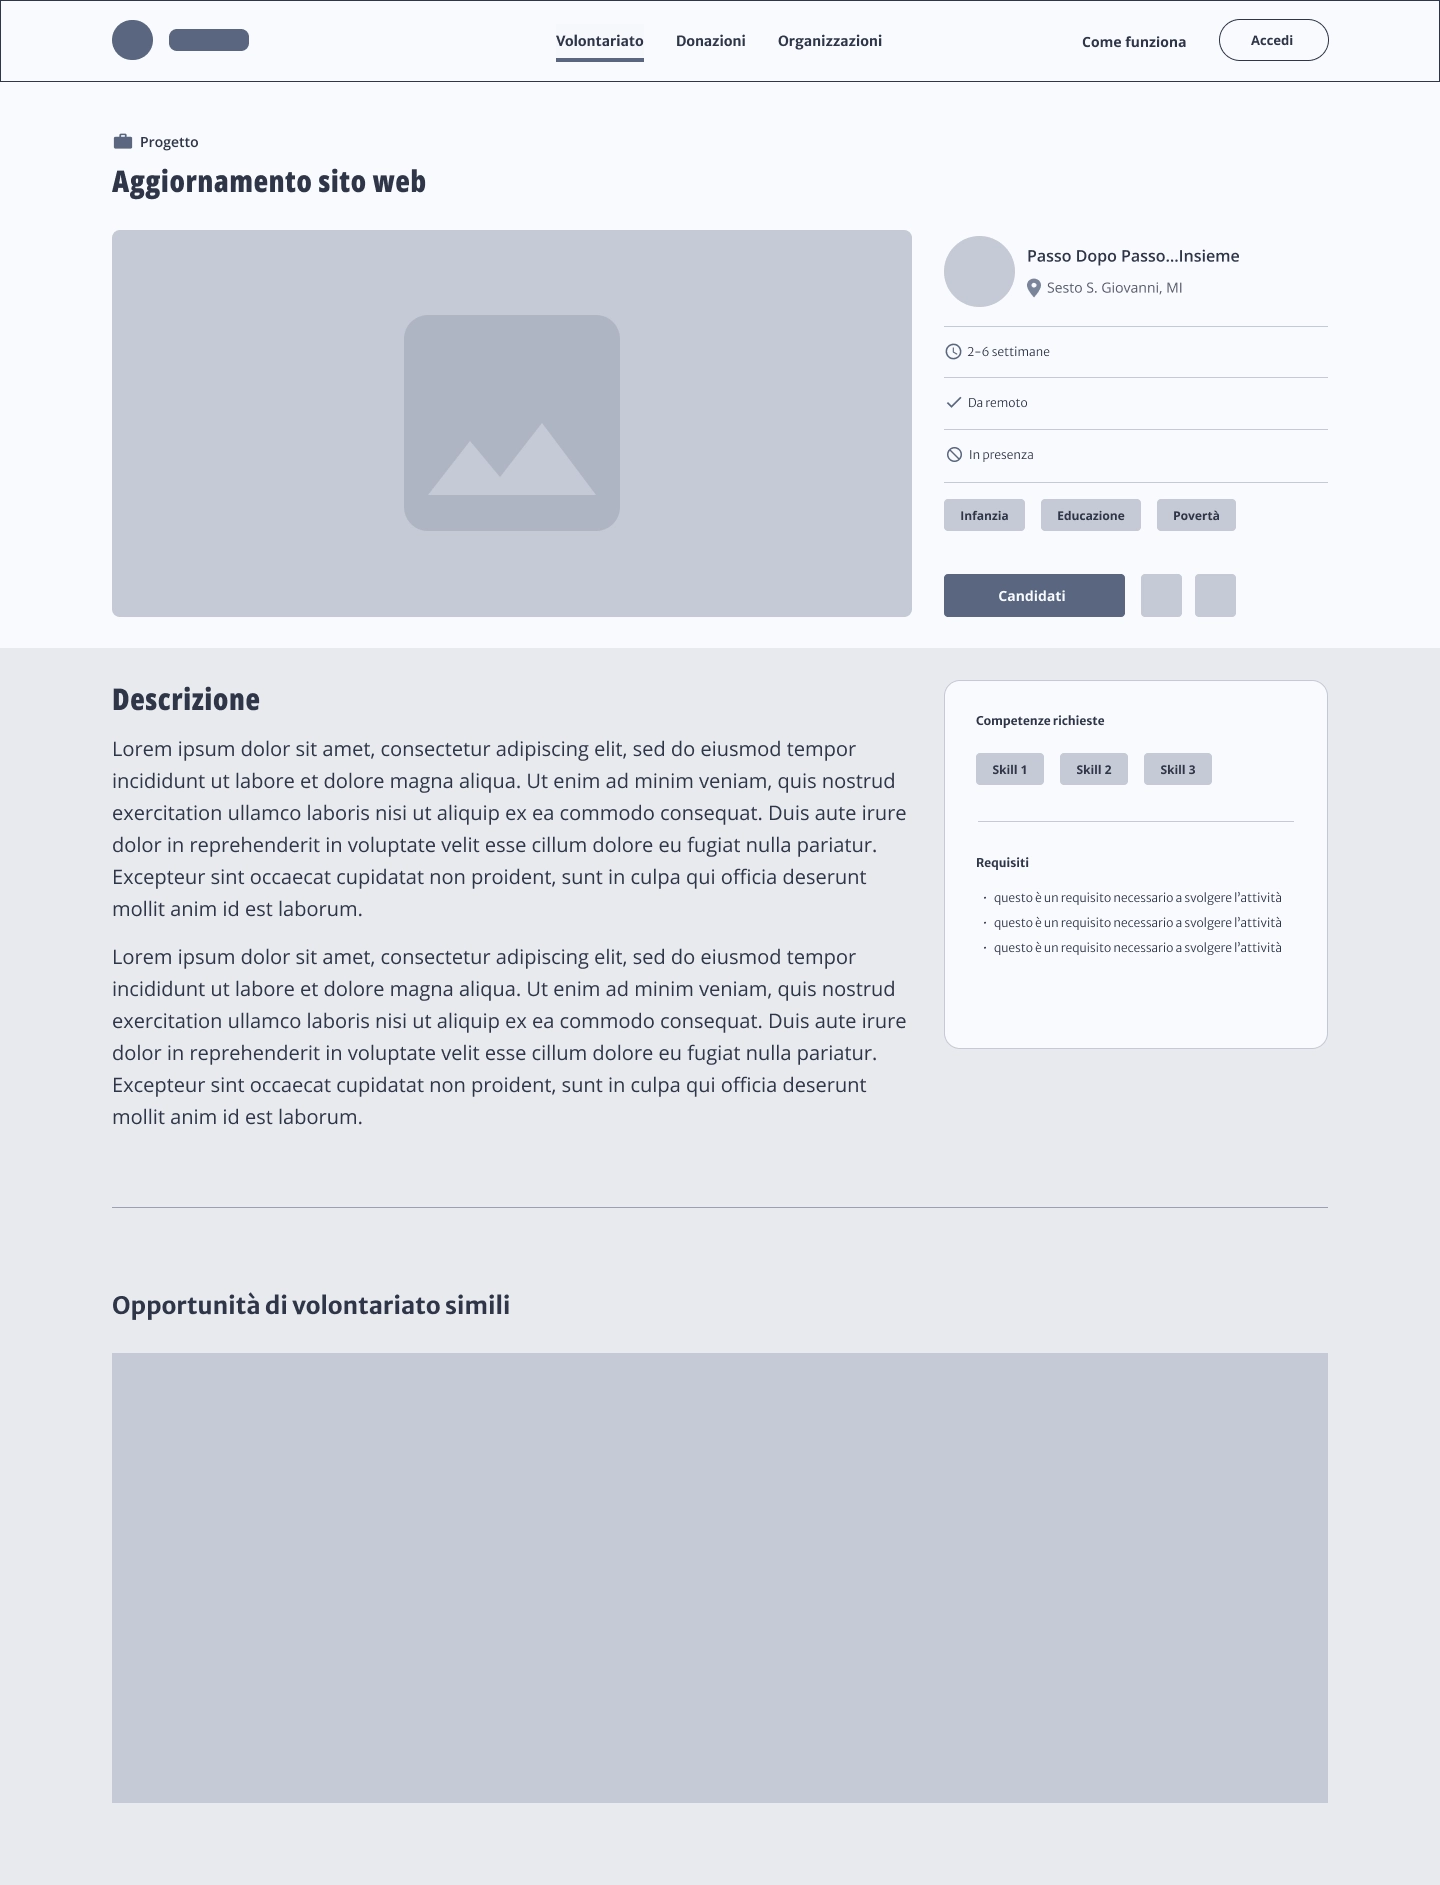 Volontariato Donazioni Organizzazioni Come funziona Accedi
Progetto
Aggiornamento sito web
Passo Dopo Passo...Insieme
Sesto S. Giovanni, MI
2-6 settimane
Da remoto
In presenza
Infanzia Educazione Povertà
Candidati
Descrizione
Lorem ipsum dolor sit amet, consectetur adipiscing elit, sed do eiusmod tempor
incididunt ut labore et dolore magna aliqua. Ut enim ad minim veniam, quis nostrud
exercitation ullamco laboris nisi ut aliquip ex ea commodo consequat. Duis aute irure
dolor in reprehenderit in voluptate velit esse cillum dolore eu fugiat nulla pariatur.
Excepteur sint occaecat cupidatat non proident, sunt in culpa qui officia deserunt
mollit anim id est laborum.
Lorem ipsum dolor sit amet, consectetur adipiscing elit, sed do eiusmod tempor
incididunt ut labore et dolore magna aliqua. Ut enim ad minim veniam, quis nostrud
exercitation ullamco laboris nisi ut aliquip ex ea commodo consequat. Duis aute irure
dolor in reprehenderit in voluptate velit esse cillum dolore eu fugiat nulla pariatur.
Excepteur sint occaecat cupidatat non proident, sunt in culpa qui officia deserunt
mollit anim id est laborum.
Competenze richieste
Skill 1 Skill 2 Skill 3
Requisiti
· questo è un requisito necessario a svolgere l'attività
· questo è un requisito necessario a svolgere l'attività
· questo è un requisito necessario a svolgere l'attività
Opportunità di volontariato simili